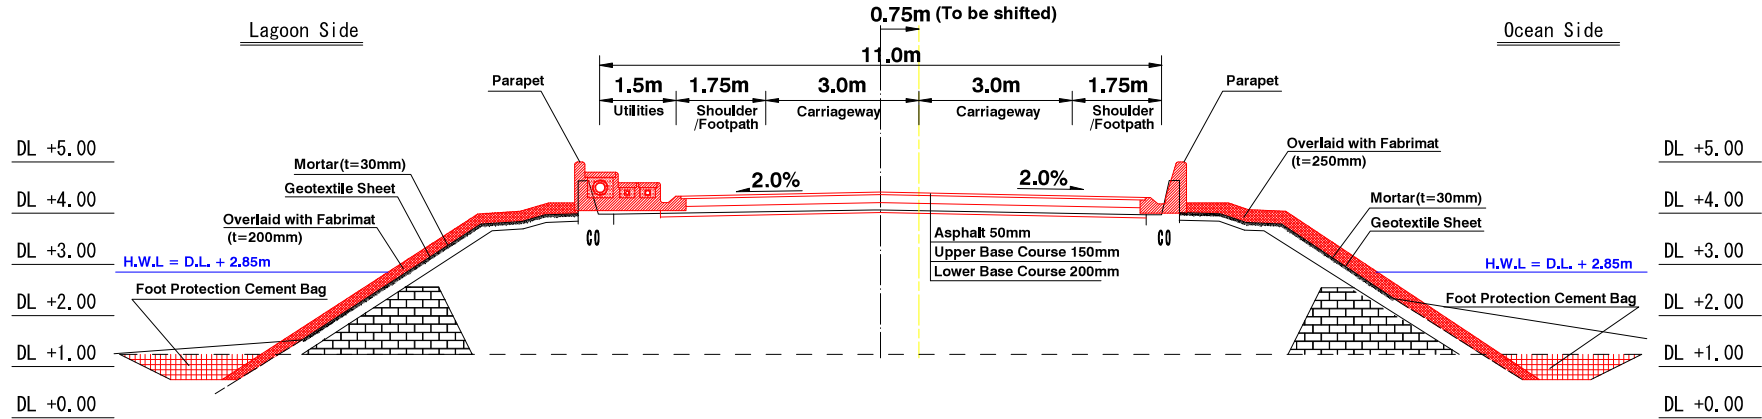 0.75m (To be shifted)
Lagoon Side
Ocean Side
11.0m
Parapet
1.5m
1.75m
3.0m
3.0m
1.75m
Parapet
Utilities
Shoulder
/Footpath
Carriageway
Carriageway
Shoulder
/Footpath
DL +5.00
Mortar(t=30mm)
Geotextile Sheet
Overlaid with Fabrimat
(t=200mm)
2.0%
2.0%
Overlaid with Fabrimat
(t=250mm)
Mortar(t=30mm)
Geotextile Sheet
DL +5.00
DL +4.00
DL +4.00
CO
CO
Asphalt 50mm
Upper Base Course 150mm
Lower Base Course 200mm
DL +3.00
DL +3.00
H.W.L = D.L. + 2.85m
H.W.L = D.L. + 2.85m
Foot Protection Cement Bag
Foot Protection Cement Bag
DL +2.00
DL +2.00
DL +1.00
DL +1.00
DL +0.00
DL +0.00